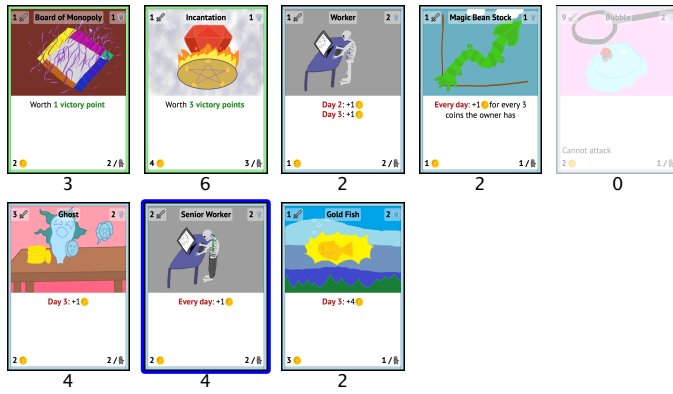 1 Board of Monopoly 1
Worth 1 victory point
2 2 /
3
1 Incantation 1
Worth 3 victory points
4 3 /
6
1 Worker 2
Day 2: +1
Day 3: +1
1 2 /
2
1 Magic Bean Stock 1
Every day: +1 for every 3
coins the owner has
1 1 /
2
9 Bubble 2
Cannot attack
2 1 /
0
3 Ghost 2
Day 3: +1
2 2 /
4
2 Senior Worker 2
Every day: +1
2 2 /
4
1 Gold Fish 2
Day 3: +4
3 1 /
2